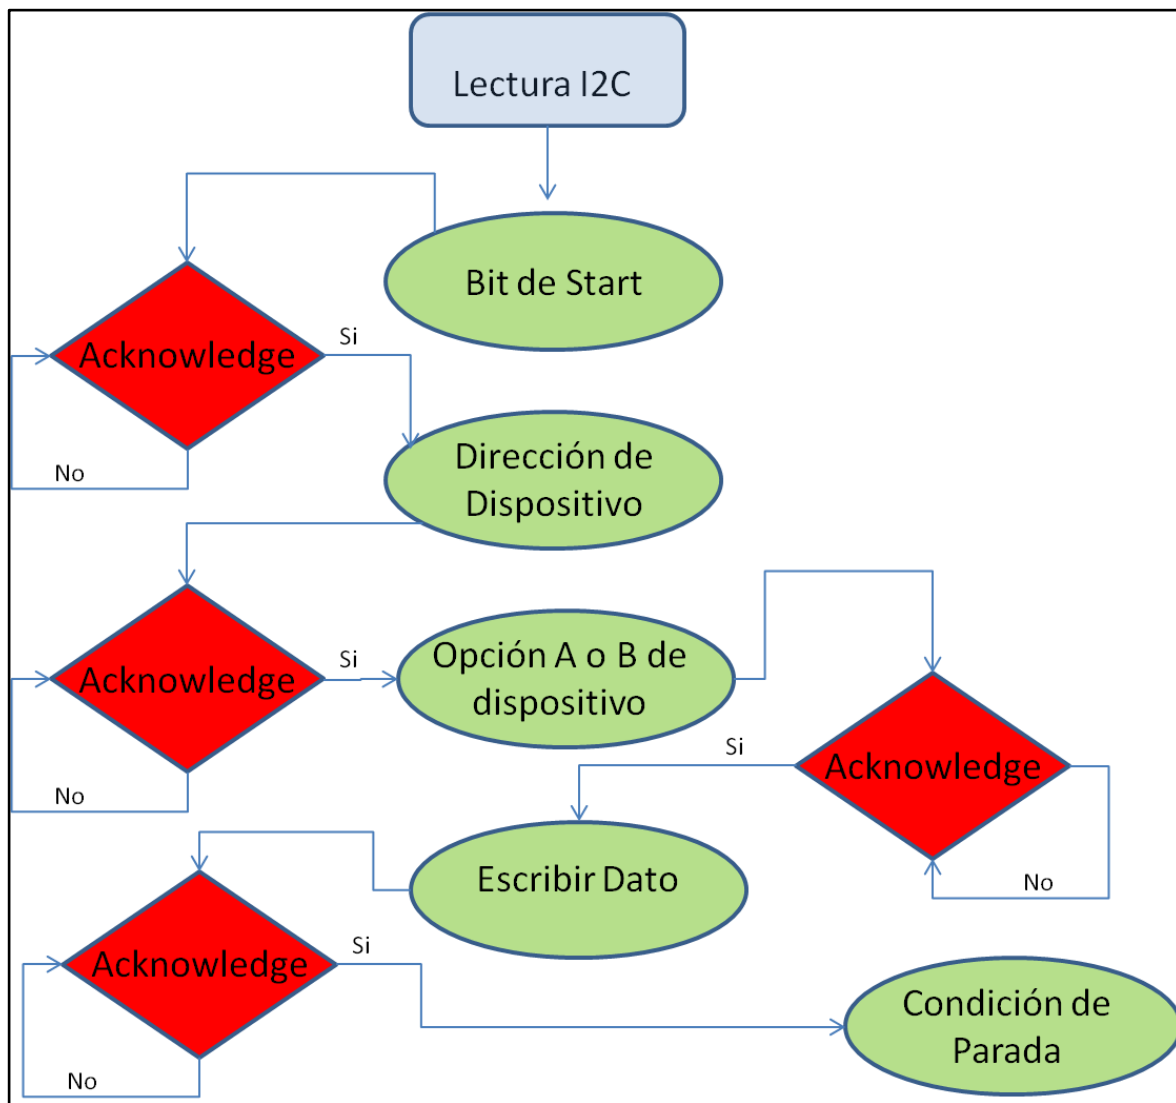 Lectura I2C
Bit de Start
Acknowledge
Si
No
Dirección de
Dispositivo
Acknowledge
Si
No
Opción A o B de
dispositivo
Acknowledge
Si
No
Escribir Dato
Acknowledge
Si
No
Condición de
Parada